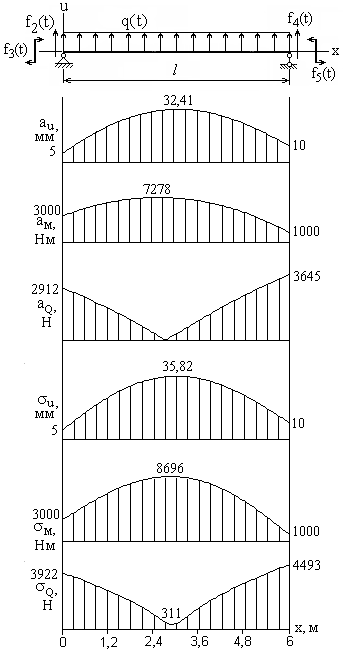 u
q(t)
f2(t)
f4(t)
f3(t)
x
f5(t)
l
32,41
au,
мм
5
10
7278
3000
aм,
Нм
1000
3645
2912
aQ,
Н
35,82
σu,
мм
5
10
8696
3000
σм,
Нм
1000
4493
3922
σQ,
Н
311
x, м
0 1,2 2,4 3,6 4,8 6